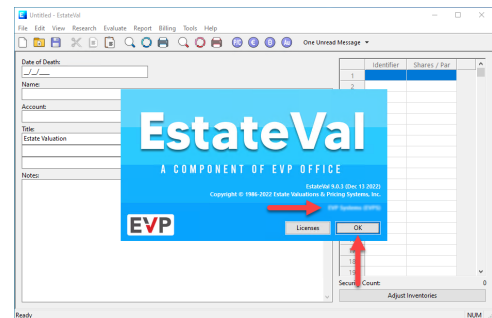 Untitled - EstateVal
File Edit View Research Evaluate Report Billing Tools Help
One Unread Message
Date of Death:
_/_/___
Name:
Account:
Title:
Estate Valuation
Notes:
Identifier Shares / Par
1
2
EstateVal
A COMPONENT OF EVP OFFICE
EstateVal 9.0.3 (Dec 13 2022)
Copyright © 1986-2022 Estate Valuations & Pricing Systems, Inc.
EVP
Licenses OK
18
19
Security Count: 0
Adjust Inventories
Ready NUM